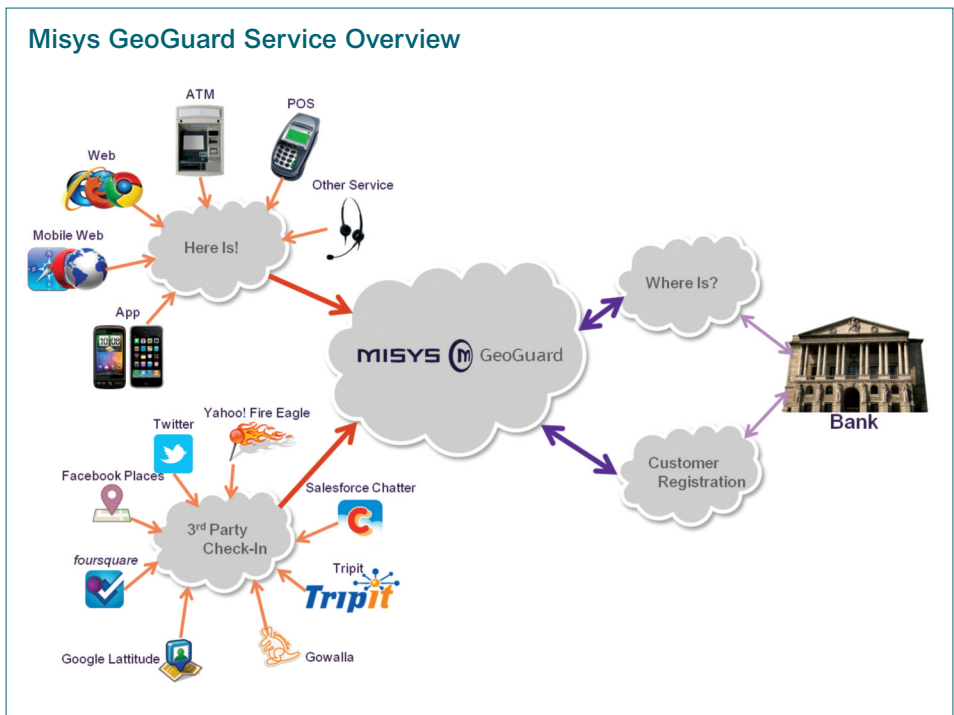 Misys GeoGuard Service Overview
ATM
POS
Web
Other Service
Mobile Web
Here Is!
Where Is?
App
MISYS m GeoGuard
Bank
Yahoo! Fire Eagle
Twitter
Customer
Registration
Facebook Places
Salesforce Chatter
3rd Party
Check-In
foursquare
Tripit
Tripit
Google Lattitude
Gowalla